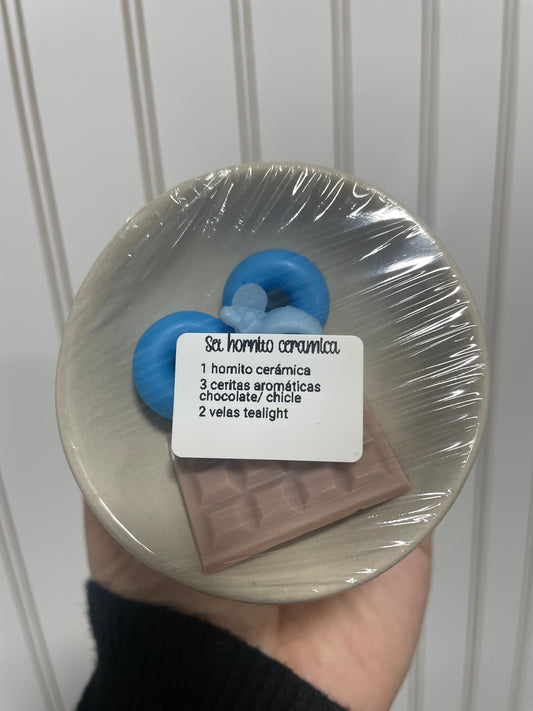 Set hornito ceramica
1 hornito cerámica
3 ceritas aromáticas
chocolate/ chicle
2 velas tealight